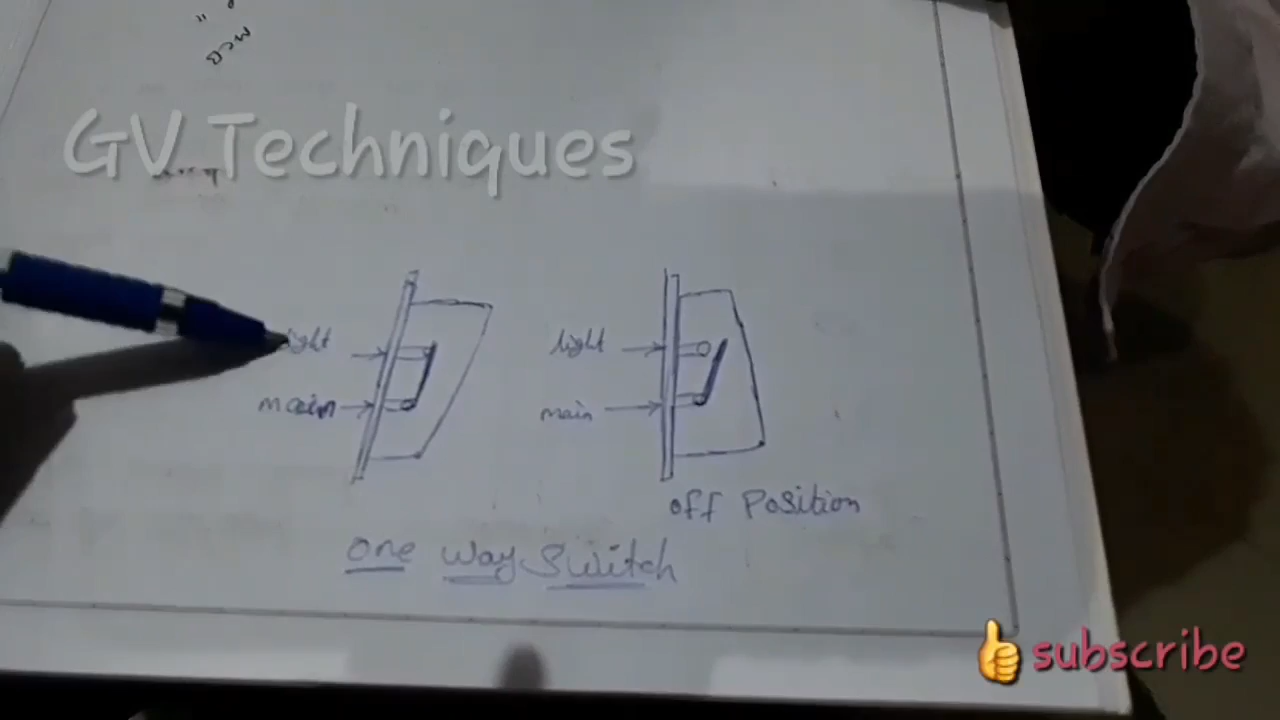 GV Techniques
light
main
light
main
off Position
One Way Switch
subscribe